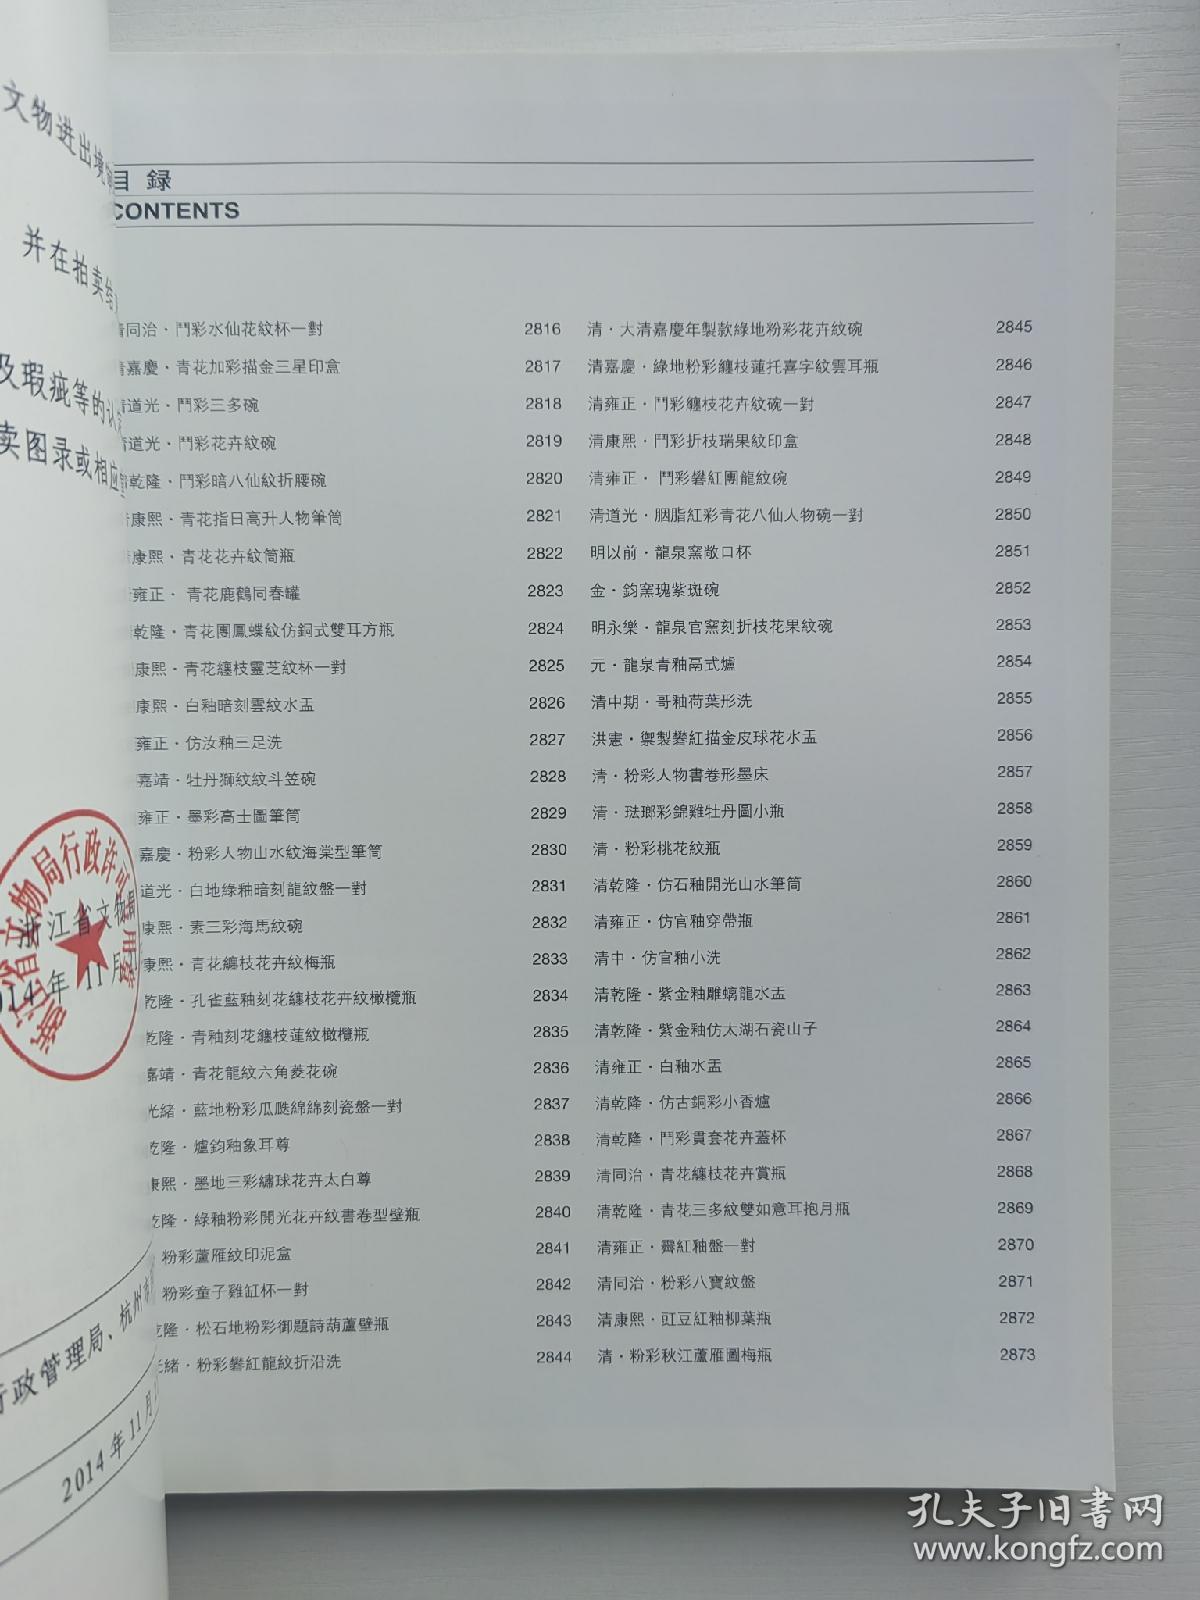 文物进出境
并在拍卖结
及瑕疵等的认
卖图录或相应
浙江省文物
2014年11月
行政管理局、杭州市
2014年11月
目 録
CONTENTS
清同治·鬥彩水仙花紋杯一對 2816
清嘉慶·青花加彩描金三星印盒 2817
清道光·鬥彩三多碗 2818
清道光·鬥彩花卉紋碗 2819
乾隆·鬥彩暗八仙紋折腰碗 2820
清康熙·青花指日高升人物筆筒 2821
清康熙·青花花卉紋筒瓶 2822
雍正· 青花鹿鶴同春罐 2823
乾隆·青花團鳳蝶紋仿銅式雙耳方瓶 2824
康熙·青花纏枝靈芝紋杯一對 2825
康熙·白釉暗刻雲紋水盂 2826
雍正·仿汝釉三足洗 2827
嘉靖·牡丹獅紋紋斗笠碗 2828
雍正·墨彩高士圖筆筒 2829
嘉慶·粉彩人物山水紋海棠型筆筒 2830
道光·白地綠釉暗刻龍紋盤一對 2831
康熙·素三彩海馬紋碗 2832
康熙·青花纏枝花卉紋梅瓶 2833
乾隆·孔雀藍釉刻花纏枝花卉紋橄欖瓶 2834
乾隆·青釉刻花纏枝蓮紋橄欖瓶 2835
嘉靖·青花龍紋六角菱花碗 2836
光緒·藍地粉彩瓜瓞綿綿刻瓷盤一對 2837
乾隆·爐鈞釉象耳尊 2838
康熙·墨地三彩繡球花卉太白尊 2839
乾隆·綠釉粉彩開光花卉紋書卷型壁瓶 2840
粉彩蘆雁紋印泥盒 2841
粉彩童子雞缸杯一對 2842
乾隆·松石地粉彩御題詩葫蘆壁瓶 2843
光緒·粉彩礬紅龍紋折沿洗 2844
清·大清嘉慶年製款綠地粉彩花卉紋碗 2845
清嘉慶·綠地粉彩纏枝蓮托喜字紋雲耳瓶 2846
清雍正·鬥彩纏枝花卉紋碗一對 2847
清康熙·鬥彩折枝瑞果紋印盒 2848
清雍正· 鬥彩礬紅團龍紋碗 2849
清道光·胭脂紅彩青花八仙人物碗一對 2850
明以前·龍泉窯敞口杯 2851
金·鈞窯瑰紫斑碗 2852
明永樂·龍泉官窯刻折枝花果紋碗 2853
元·龍泉青釉鬲式爐 2854
清中期·哥釉荷葉形洗 2855
洪憲·禦製礬紅描金皮球花水盂 2856
清·粉彩人物書卷形墨床 2857
清·琺瑯彩錦雞牡丹圖小瓶 2858
清·粉彩桃花紋瓶 2859
清乾隆·仿石釉開光山水筆筒 2860
清雍正·仿官釉穿帶瓶 2861
清中·仿官釉小洗 2862
清乾隆·紫金釉雕螭龍水盂 2863
清乾隆·紫金釉仿太湖石瓷山子 2864
清雍正·白釉水盂 2865
清乾隆·仿古銅彩小香爐 2866
清乾隆·鬥彩貫套花卉蓋杯 2867
清同治·青花纏枝花卉賞瓶 2868
清乾隆·青花三多紋雙如意耳抱月瓶 2869
清雍正·霽紅釉盤一對 2870
清同治·粉彩八寶紋盤 2871
清康熙·豇豆紅釉柳葉瓶 2872
清·粉彩秋江蘆雁圖梅瓶 2873
孔夫子旧书网
www.kongfz.com